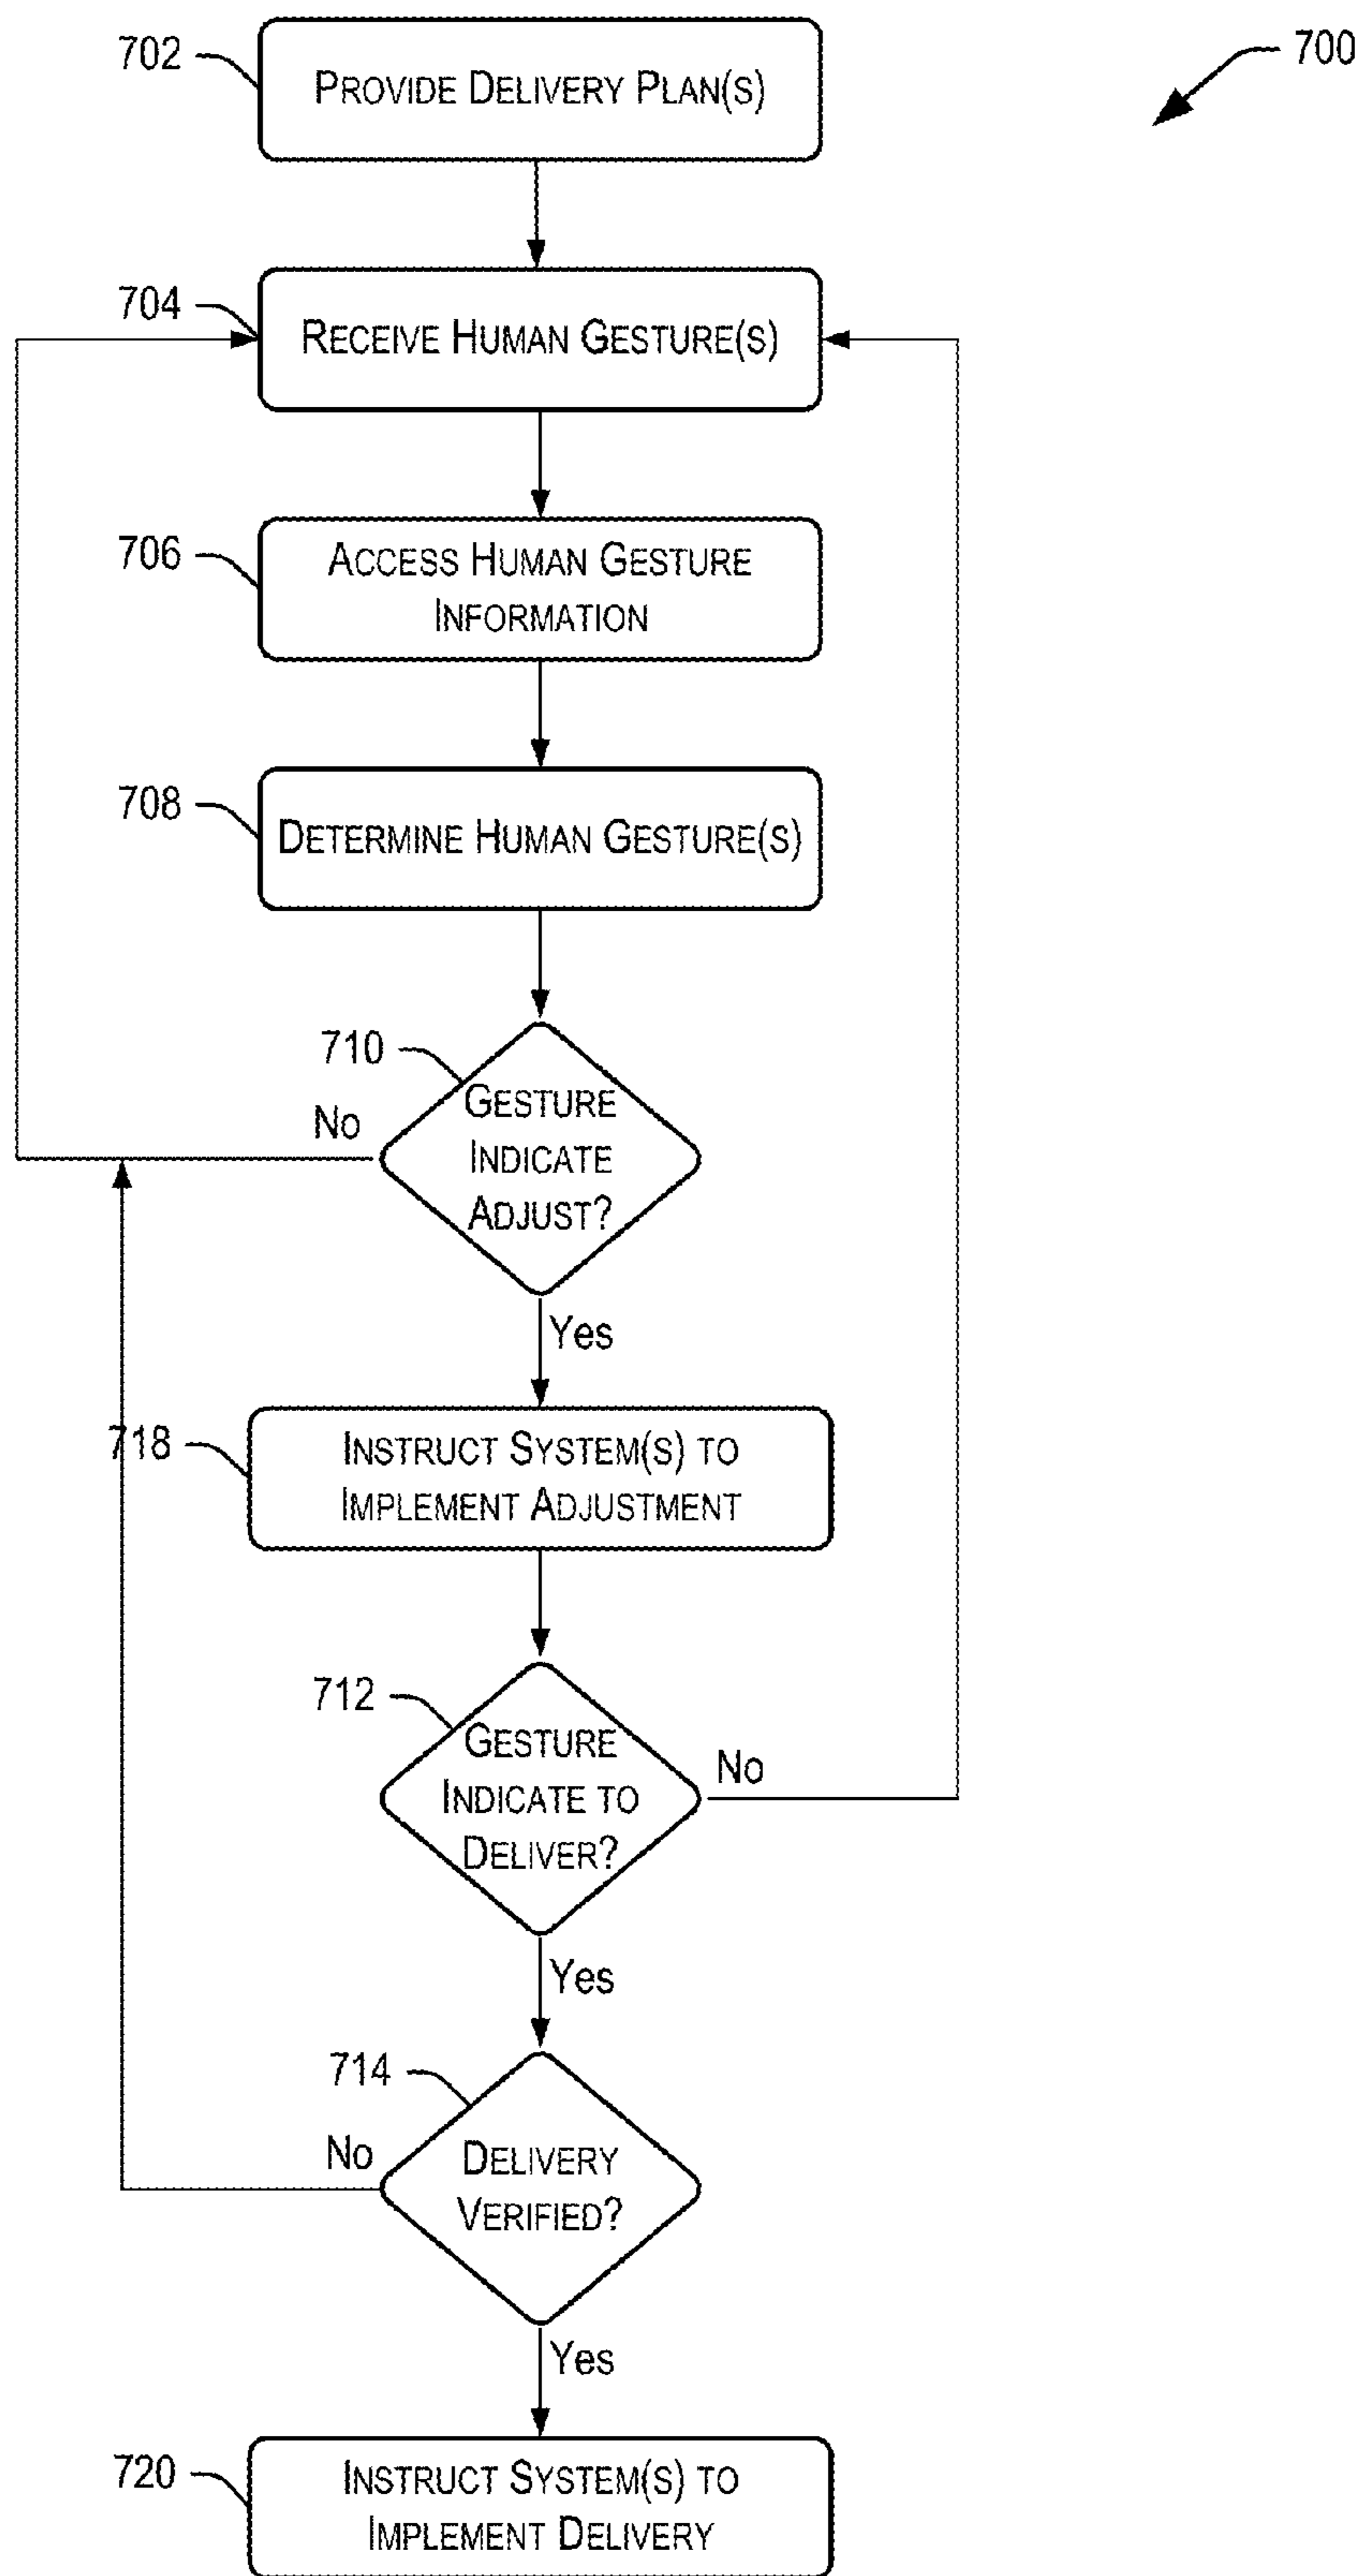 702
PROVIDE DELIVERY PLAN(S)
700
704
RECEIVE HUMAN GESTURE(S)
706
ACCESS HUMAN GESTURE
INFORMATION
708
DETERMINE HUMAN GESTURE(S)
710
GESTURE
INDICATE
ADJUST?
No
Yes
718
INSTRUCT SYSTEM(S) TO
IMPLEMENT ADJUSTMENT
712
GESTURE
INDICATE TO
DELIVER?
No
Yes
714
DELIVERY
VERIFIED?
No
Yes
720
INSTRUCT SYSTEM(S) TO
IMPLEMENT DELIVERY